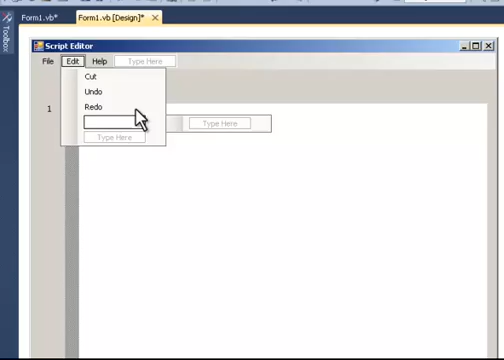 Form1.vb*
Form1.vb [Design]*
Toolbox
Script Editor
File Edit Help Type Here
Cut
Undo
Redo
1
Type Here
Type Here